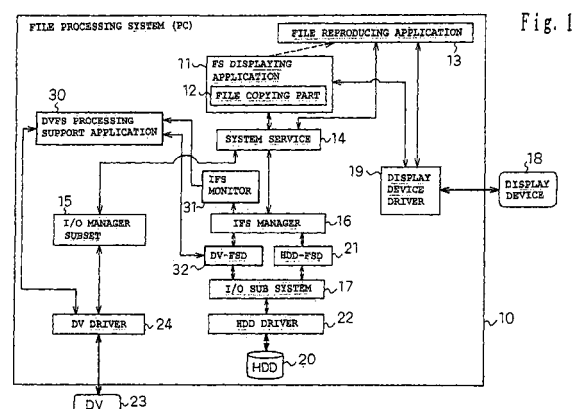 Fig. 1
FILE PROCESSING SYSTEM (PC)
FILE REPRODUCING APPLICATION
13
11
FS DISPLAYING
APPLICATION
12
FILE COPYING PART
30
DVFS PROCESSING
SUPPORT APPLICATION
SYSTEM SERVICE
14
18
19
DISPLAY
DEVICE
DRIVER
DISPLAY
DEVICE
IFS
MONITOR
31
15
I/O MANAGER
SUBSET
IFS MANAGER
16
DV-FSD
32
HDD-FSD
21
I/O SUB SYSTEM
17
DV DRIVER
24
HDD DRIVER
22
10
HDD
20
DV
23